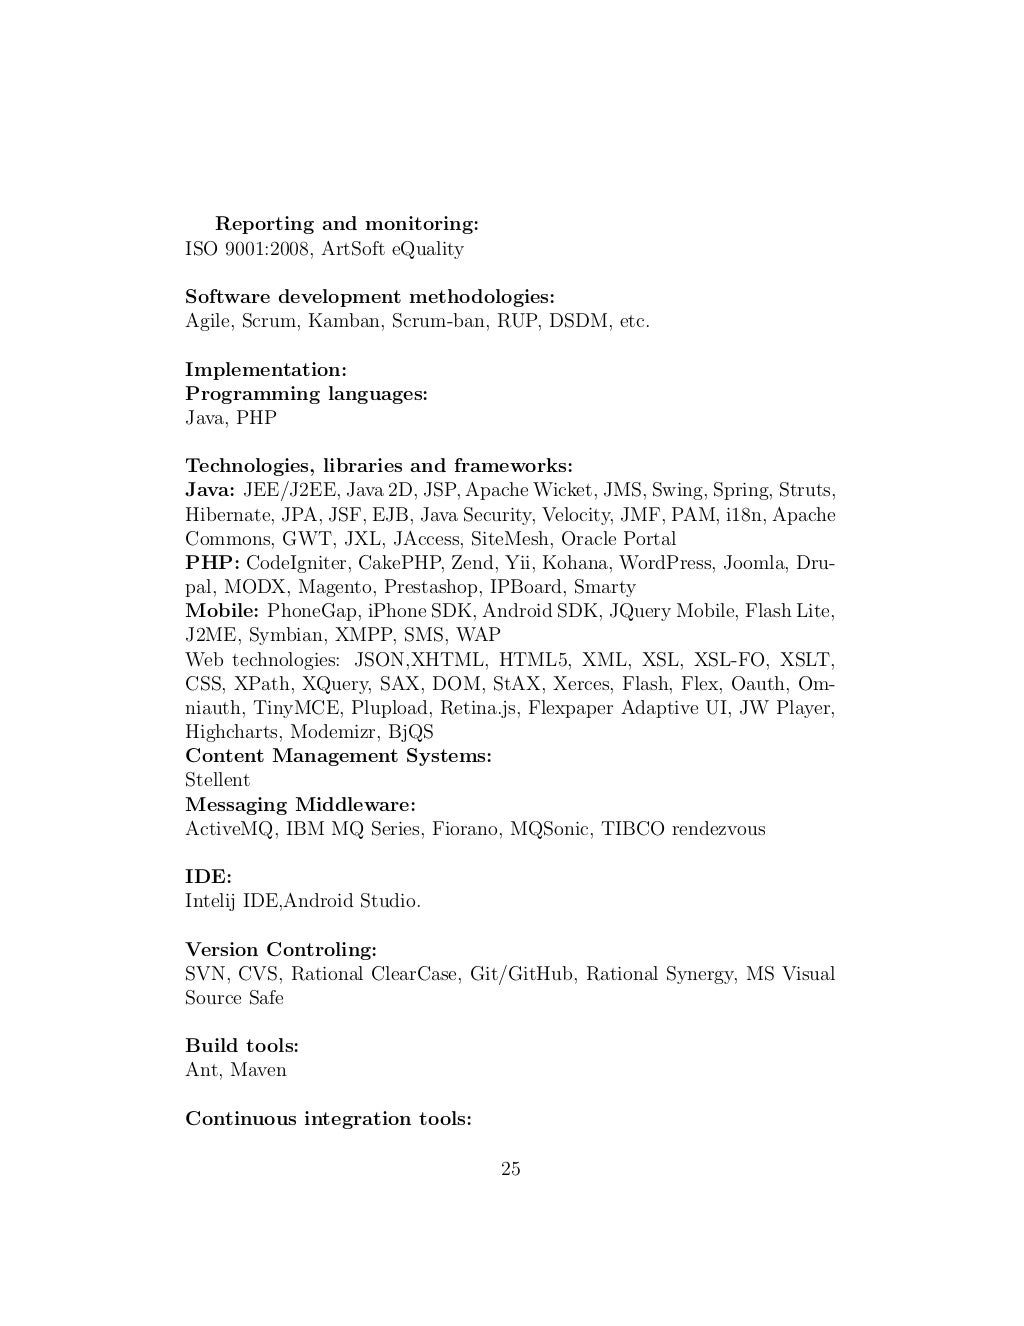 Reporting and monitoring:
ISO 9001:2008, ArtSoft eQuality
Software development methodologies:
Agile, Scrum, Kamban, Scrum-ban, RUP, DSDM, etc.
Implementation:
Programming languages:
Java, PHP
Technologies, libraries and frameworks:
Java: JEE/J2EE, Java 2D, JSP, Apache Wicket, JMS, Swing, Spring, Struts,
Hibernate, JPA, JSF, EJB, Java Security, Velocity, JMF, PAM, i18n, Apache
Commons, GWT, JXL, JAccess, SiteMesh, Oracle Portal
PHP: CodeIgniter, CakePHP, Zend, Yii, Kohana, WordPress, Joomla, Dru-
pal, MODX, Magento, Prestashop, IPBoard, Smarty
Mobile: PhoneGap, iPhone SDK, Android SDK, JQuery Mobile, Flash Lite,
J2ME, Symbian, XMPP, SMS, WAP
Web technologies: JSON,XHTML, HTML5, XML, XSL, XSL-FO, XSLT,
CSS, XPath, XQuery, SAX, DOM, StAX, Xerces, Flash, Flex, Oauth, Om-
niauth, TinyMCE, Plupload, Retina.js, Flexpaper Adaptive UI, JW Player,
Highcharts, Modemizr, BjQS
Content Management Systems:
Stellent
Messaging Middleware:
ActiveMQ, IBM MQ Series, Fiorano, MQSonic, TIBCO rendezvous
IDE:
Intelij IDE,Android Studio.
Version Controling:
SVN, CVS, Rational ClearCase, Git/GitHub, Rational Synergy, MS Visual
Source Safe
Build tools:
Ant, Maven
Continuous integration tools:
25